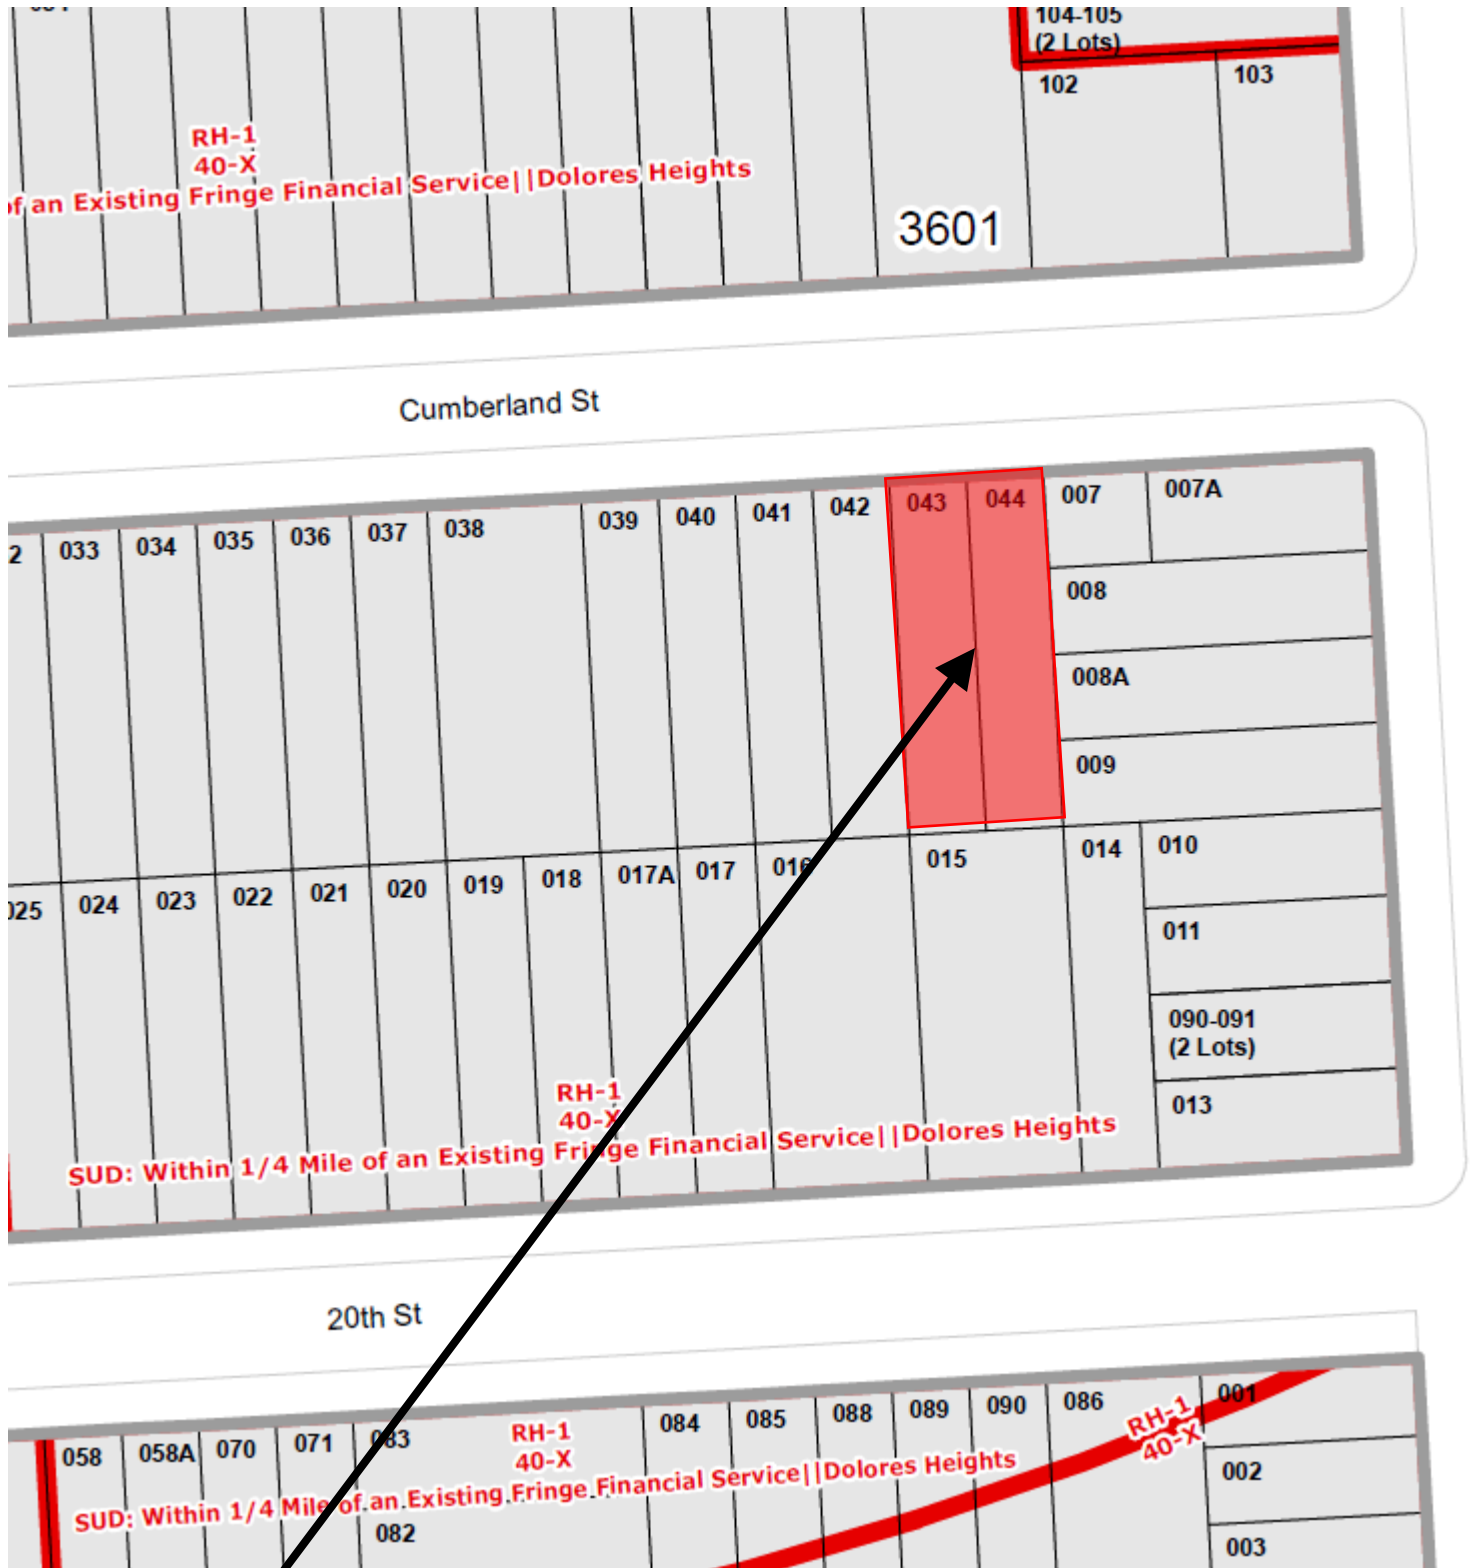 104-105
(2 Lots)
102
103
RH-1
40-X
of an Existing Fringe Financial Service||Dolores Heights
3601
Cumberland St
033
034
035
036
037
038
039
040
041
042
043
044
007
007A
008
008A
009
025
024
023
022
021
020
019
018
017A
017
016
015
014
010
011
090-091
(2 Lots)
013
RH-1
40-X
SUD: Within 1/4 Mile of an Existing Fringe Financial Service||Dolores Heights
20th St
058
058A
070
071
083
RH-1
40-X
084
085
088
089
090
086
RH-1
40-X
001
SUD: Within 1/4 Mile of an Existing Fringe Financial Service||Dolores Heights
082
002
003